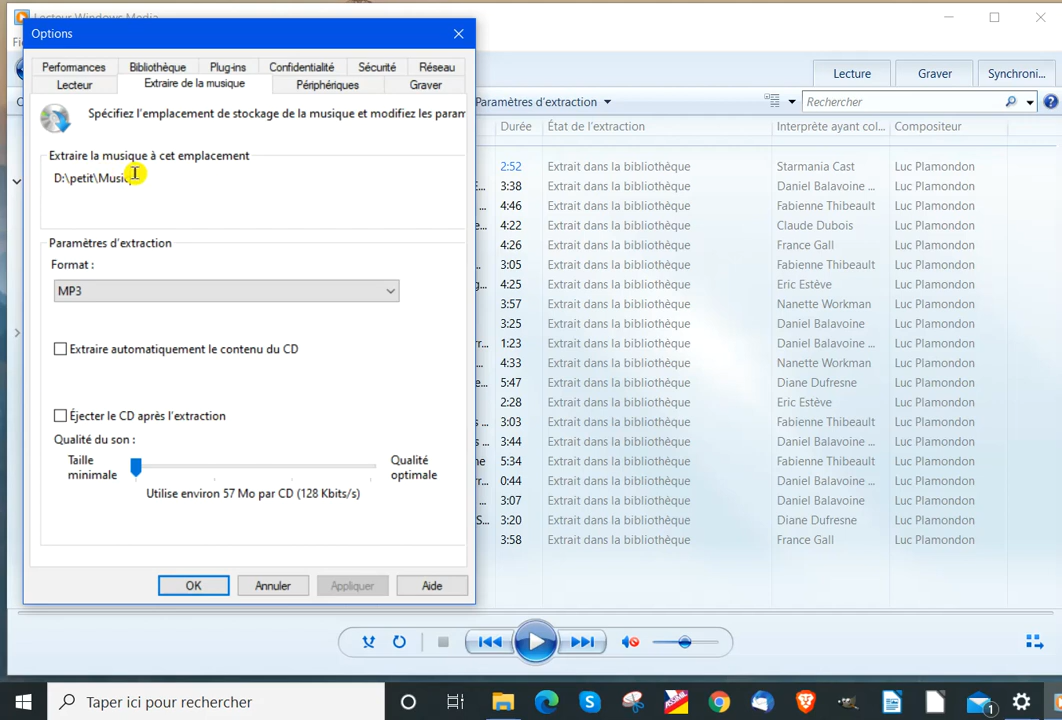 Lecteur Windows Media
Options
Performances Bibliothèque Plug-ins Confidentialité Sécurité Réseau
Lecteur Extraire de la musique Périphériques Graver
Spécifiez l'emplacement de stockage de la musique et modifiez les param
Extraire la musique à cet emplacement
D:\petit\Musi
Paramètres d'extraction
Format :
MP3
Extraire automatiquement le contenu du CD
Éjecter le CD après l'extraction
Qualité du son :
Taille minimale
Qualité optimale
Utilise environ 57 Mo par CD (128 Kbits/s)
OK Annuler Appliquer Aide
Lecture Graver Synchroni...
Paramètres d'extraction Rechercher
Durée État de l'extraction Interprète ayant col... Compositeur
2:52 Extrait dans la bibliothèque Starmania Cast Luc Plamondon
E... 3:38 Extrait dans la bibliothèque Daniel Balavoine ... Luc Plamondon
... 4:46 Extrait dans la bibliothèque Fabienne Thibeault Luc Plamondon
e... 4:22 Extrait dans la bibliothèque Claude Dubois Luc Plamondon
4:26 Extrait dans la bibliothèque France Gall Luc Plamondon
... 3:05 Extrait dans la bibliothèque Fabienne Thibeault Luc Plamondon
g... 4:25 Extrait dans la bibliothèque Eric Estève Luc Plamondon
3:57 Extrait dans la bibliothèque Nanette Workman Luc Plamondon
3:25 Extrait dans la bibliothèque Daniel Balavoine Luc Plamondon
rr... 1:23 Extrait dans la bibliothèque Daniel Balavoine Luc Plamondon
4:33 Extrait dans la bibliothèque Nanette Workman Luc Plamondon
5:47 Extrait dans la bibliothèque Diane Dufresne Luc Plamondon
2:28 Extrait dans la bibliothèque Eric Estève Luc Plamondon
... 3:03 Extrait dans la bibliothèque Fabienne Thibeault Luc Plamondon
s ... 3:44 Extrait dans la bibliothèque Daniel Balavoine ... Luc Plamondon
ne 5:34 Extrait dans la bibliothèque Fabienne Thibeault Luc Plamondon
rr... 0:44 Extrait dans la bibliothèque Daniel Balavoine ... Luc Plamondon
3:07 Extrait dans la bibliothèque Daniel Balavoine Luc Plamondon
S... 3:20 Extrait dans la bibliothèque Diane Dufresne Luc Plamondon
3:58 Extrait dans la bibliothèque France Gall Luc Plamondon
Taper ici pour rechercher
1